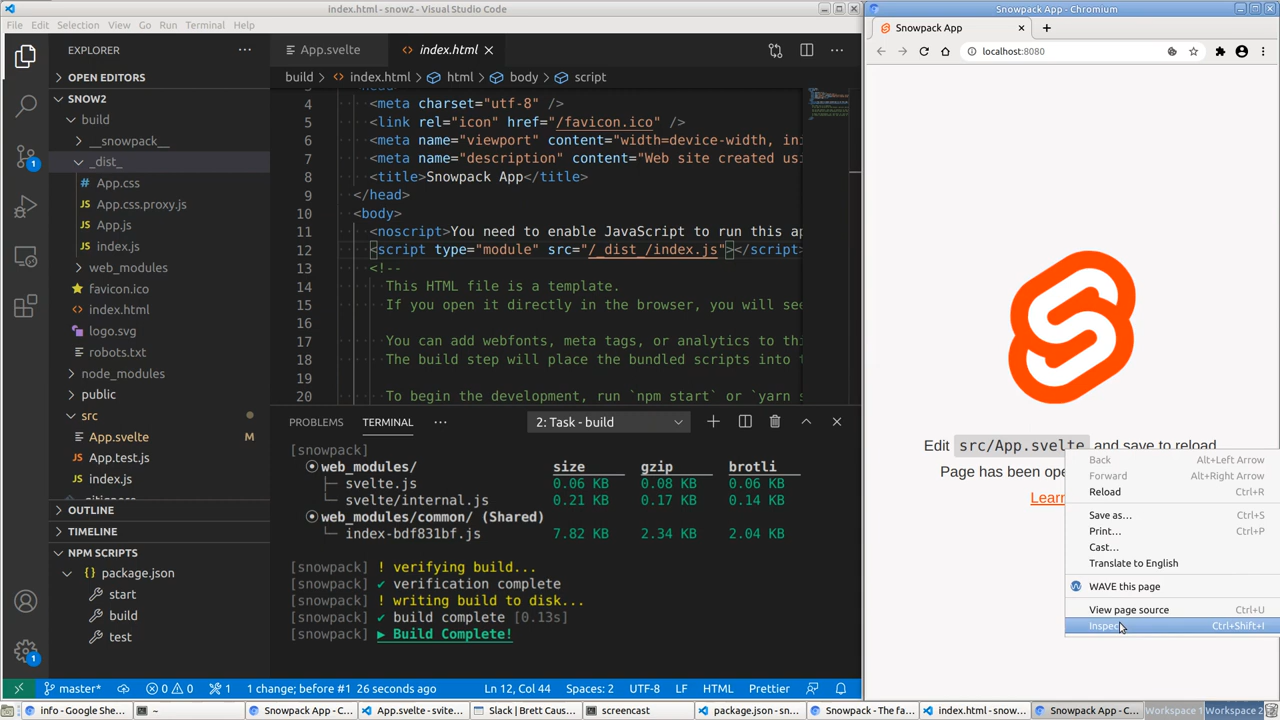 index.html - snow2 - Visual Studio Code
File Edit Selection View Go Run Terminal
EXPLORER
OPEN EDITORS
SNOW2
build
__snowpack__
_dist_
App.css
App.css.proxy.js
App.js
index.js
web_modules
favicon.ico
index.html
logo.svg
robots.txt
node_modules
public
src
App.svelte M
App.test.js
index.js
.gitignore
OUTLINE
TIMELINE
NPM SCRIPTS
package.json
start
build
test
1
1
App.svelte index.html
build index.html html body script
4 <meta charset="utf-8" />
5 <link rel="icon" href="/favicon.ico" />
6 <meta name="viewport" content="width=device-width, ini
7 <meta name="description" content="Web site created usi
8 <title>Snowpack App</title>
9 </head>
10 <body>
11 <noscript>You need to enable JavaScript to run this ap
12 <script type="module" src="/_dist_/index.js"></script>
13 <!--
14 This HTML file is a template.
15 If you open it directly in the browser, you will see
16
17 You can add webfonts, meta tags, or analytics to thi
18 The build step will place the bundled scripts into t
19
20 To begin the development, run `npm start` or `yarn s
PROBLEMS TERMINAL 2: Task - build
[snowpack]
web_modules/ size gzip brotli
svelte.js 0.06 KB 0.08 KB 0.06 KB
svelte/internal.js 0.21 KB 0.17 KB 0.14 KB
web_modules/common/ (Shared)
index-bdf831bf.js 7.82 KB 2.34 KB 2.04 KB
[snowpack] ! verifying build...
[snowpack] ✔ verification complete
[snowpack] ! writing build to disk...
[snowpack] ✔ build complete [0.13s]
[snowpack] ▶ Build Complete!
master* 0 0 1 1 change; before #1 26 seconds ago Ln 12, Col 44 Spaces: 2 UTF-8 LF HTML Prettier
Snowpack App - Chromium
Snowpack App
localhost:8080
Edit src/App.svelte and save to reload
Page has been ope
Learn
Back Alt+Left Arrow
Forward Alt+Right Arrow
Reload Ctrl+R
Save as... Ctrl+S
Print... Ctrl+P
Cast...
Translate to English
WAVE this page
View page source Ctrl+U
Inspect Ctrl+Shift+I
info - Google She... ~ Snowpack App - C... App.svelte - svite... Slack | Brett Caus... screencast package.json - sn... Snowpack - The fa... index.html - snow... Snowpack App - C... Workspace 1 Workspace 2